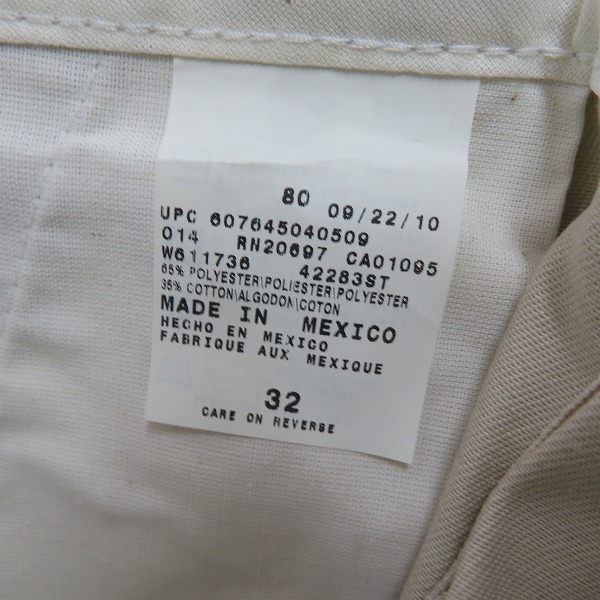 80 09/22/10
UPC 607645040509
014 RN20697 CA01095
W611736 42283ST
65% POLYESTER\POLIESTER\POLYESTER
35% COTTON\ALGODON\COTON
MADE IN MEXICO
HECHO EN MEXICO
FABRIQUE AUX MEXIQUE
32
CARE ON REVERSE